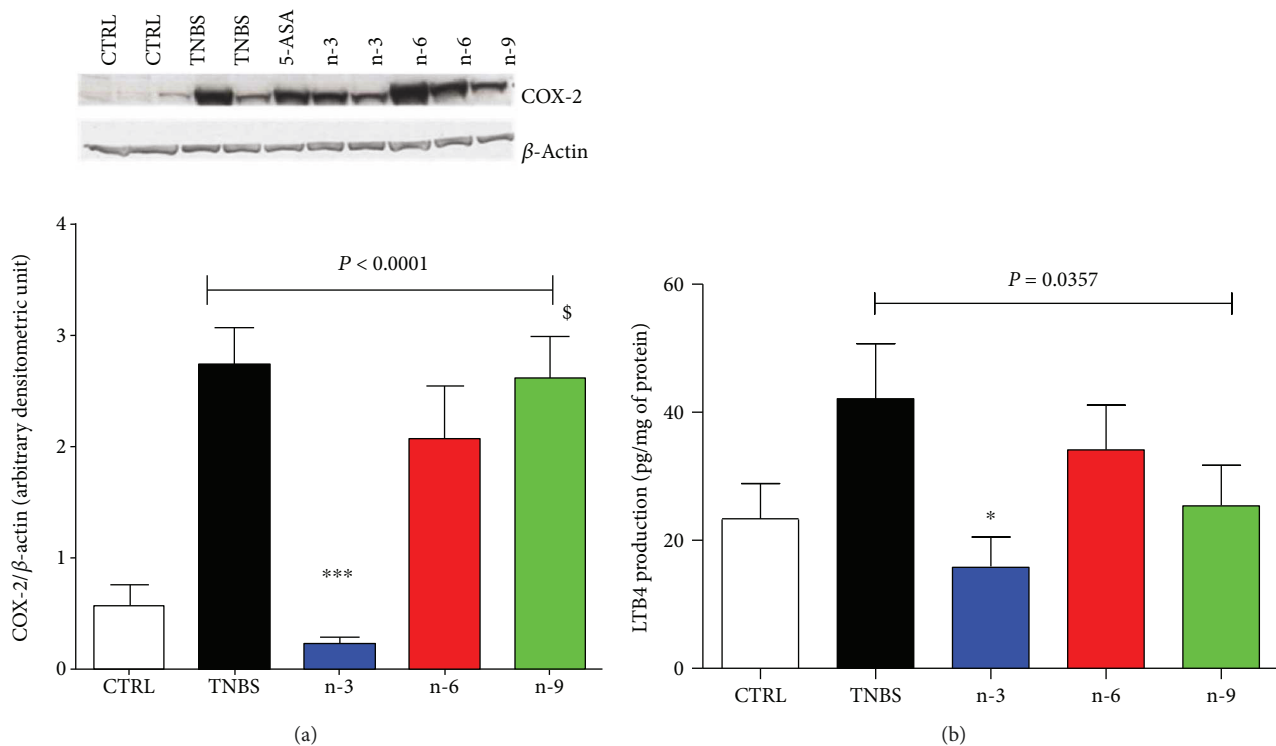 CTRL
CTRL
TNBS
TNBS
5-ASA
n-3
n-3
n-6
n-6
n-9
COX-2
β-Actin
COX-2/β-actin (arbitrary densitometric unit)
4
3
2
1
0
P < 0.0001
***
$
CTRL TNBS n-3 n-6 n-9
(a)
LTB4 production (pg/mg of protein)
60
40
20
0
P = 0.0357
*
CTRL TNBS n-3 n-6 n-9
(b)